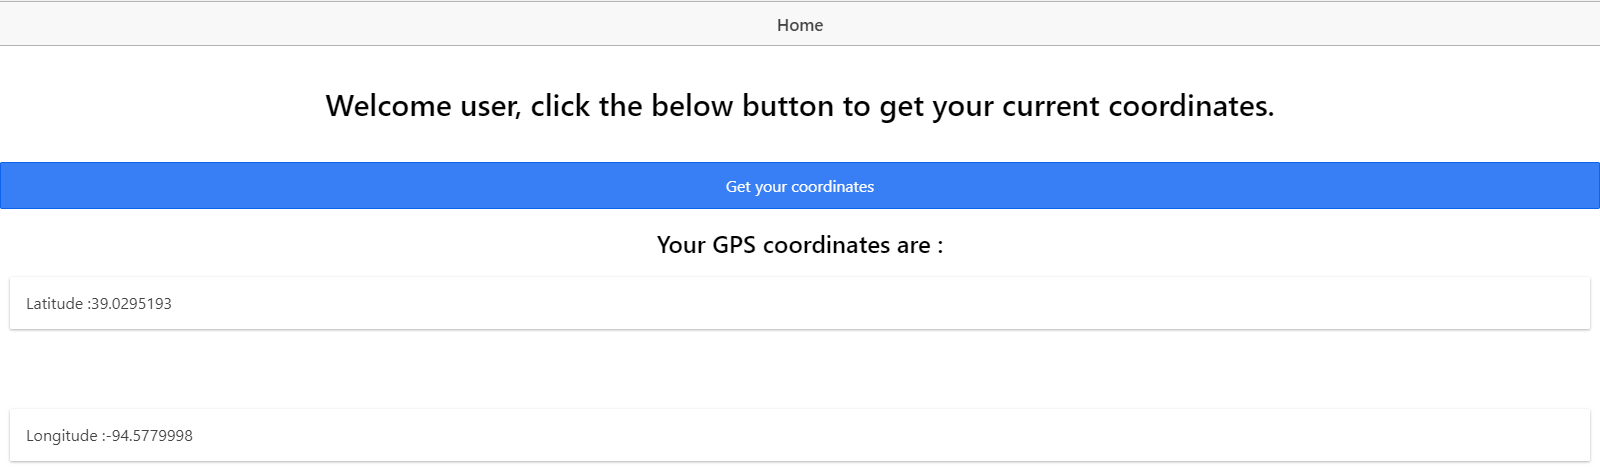 Home
Welcome user, click the below button to get your current coordinates.
Get your coordinates
Your GPS coordinates are :
Latitude :39.0295193
Longitude :-94.5779998